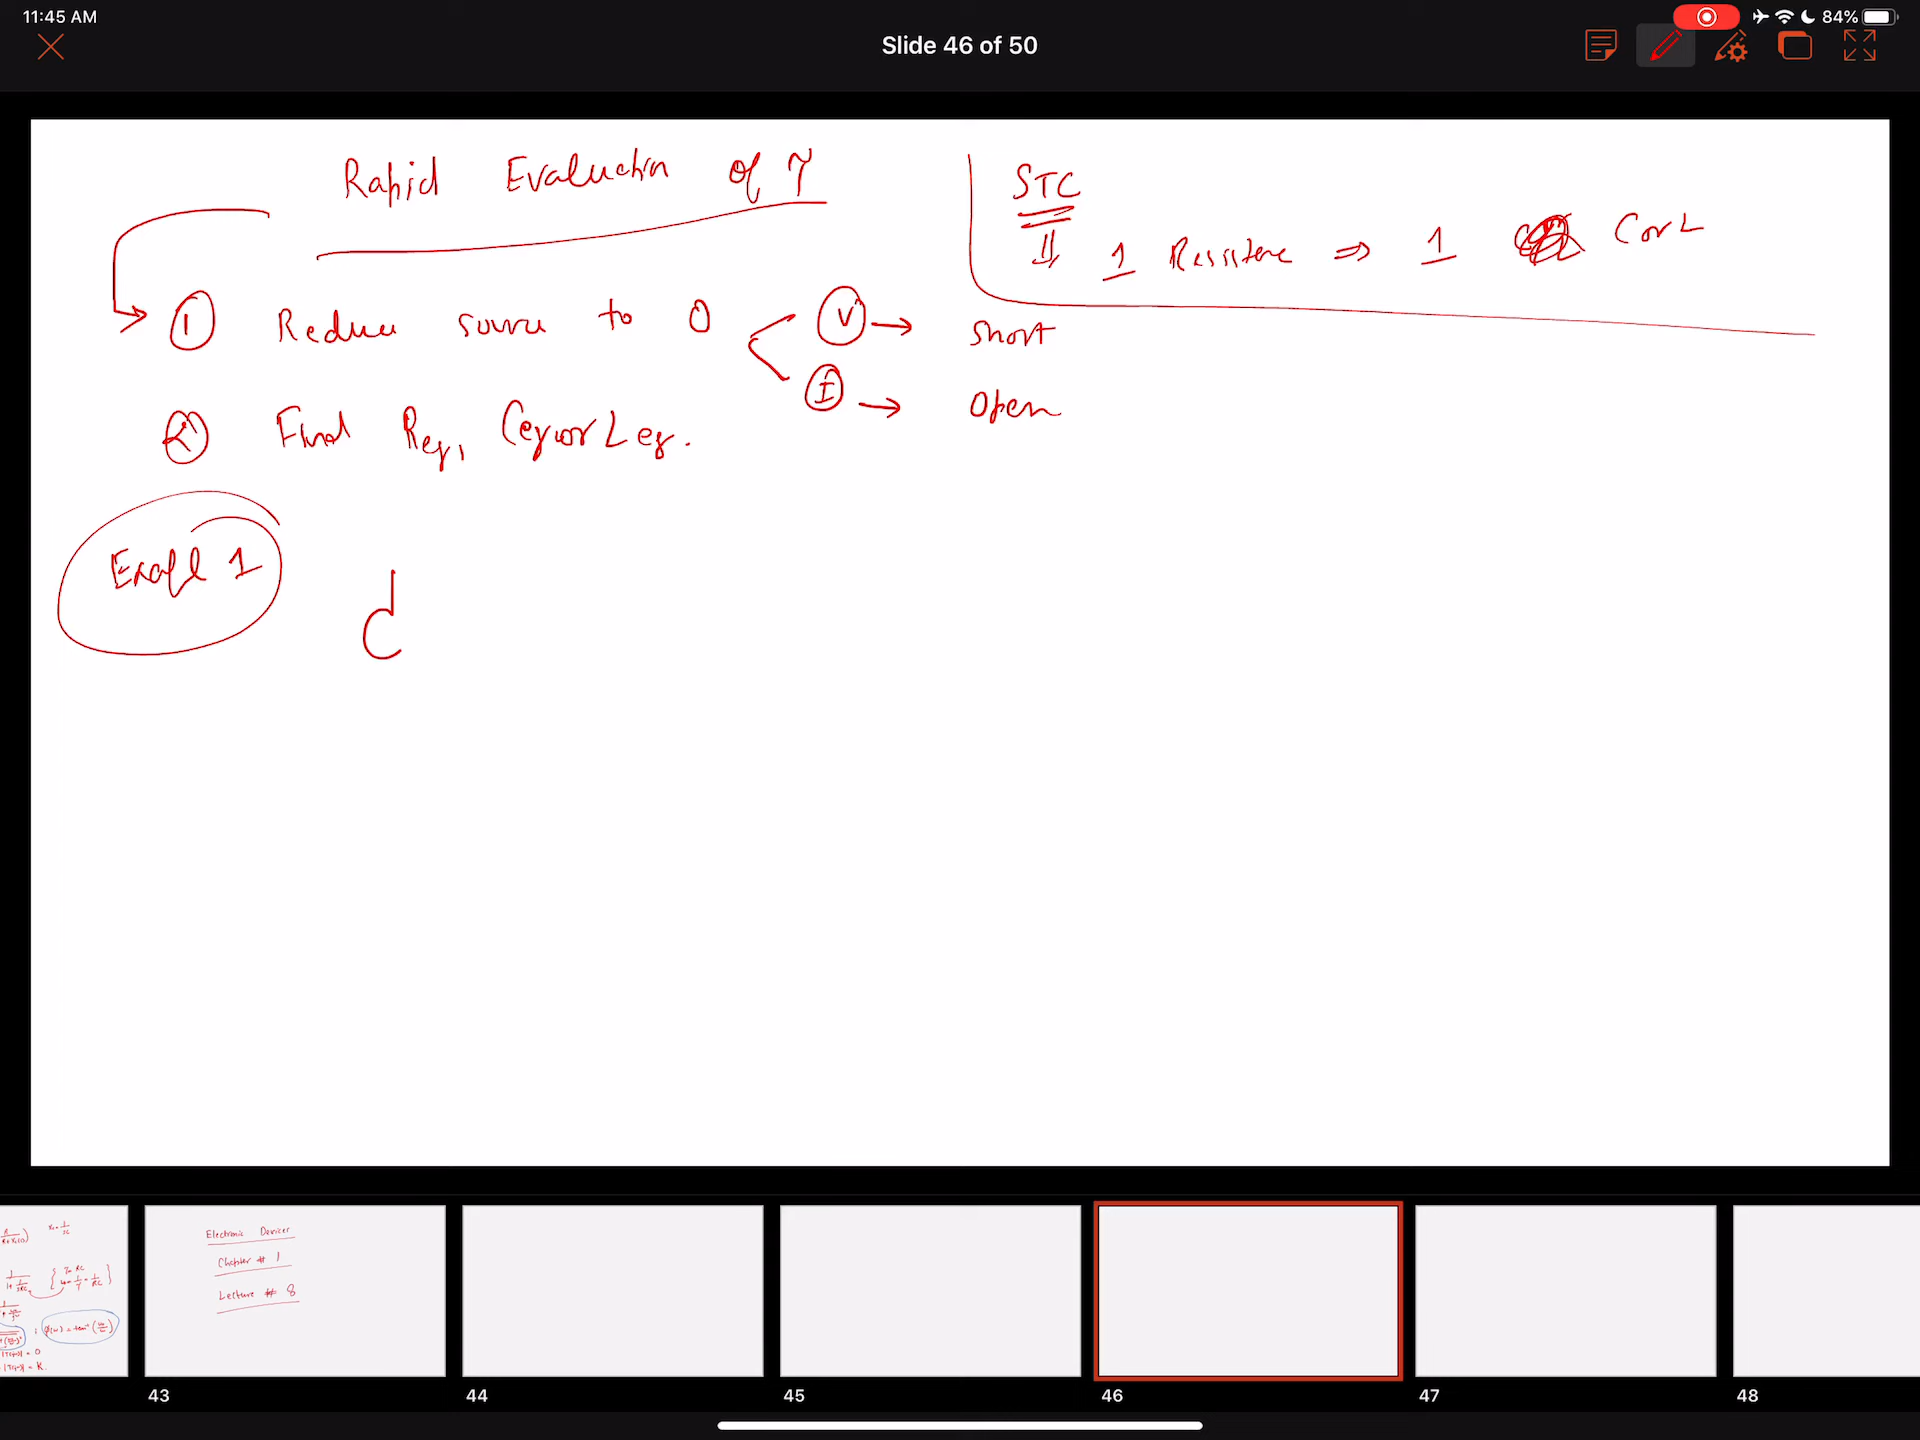 11:45 AM
84%
Slide 46 of 50
Rapid Evaluation of τ
STC
⇓ 1 Resistance ⇒ 1 C or L
① Reduce source to 0
V → Short
I → Open
② Find Req, Ceq or Leq.
Example 1
Electronic Devices
Chapter # 1
Lecture # 8
43
44
45
46
47
48